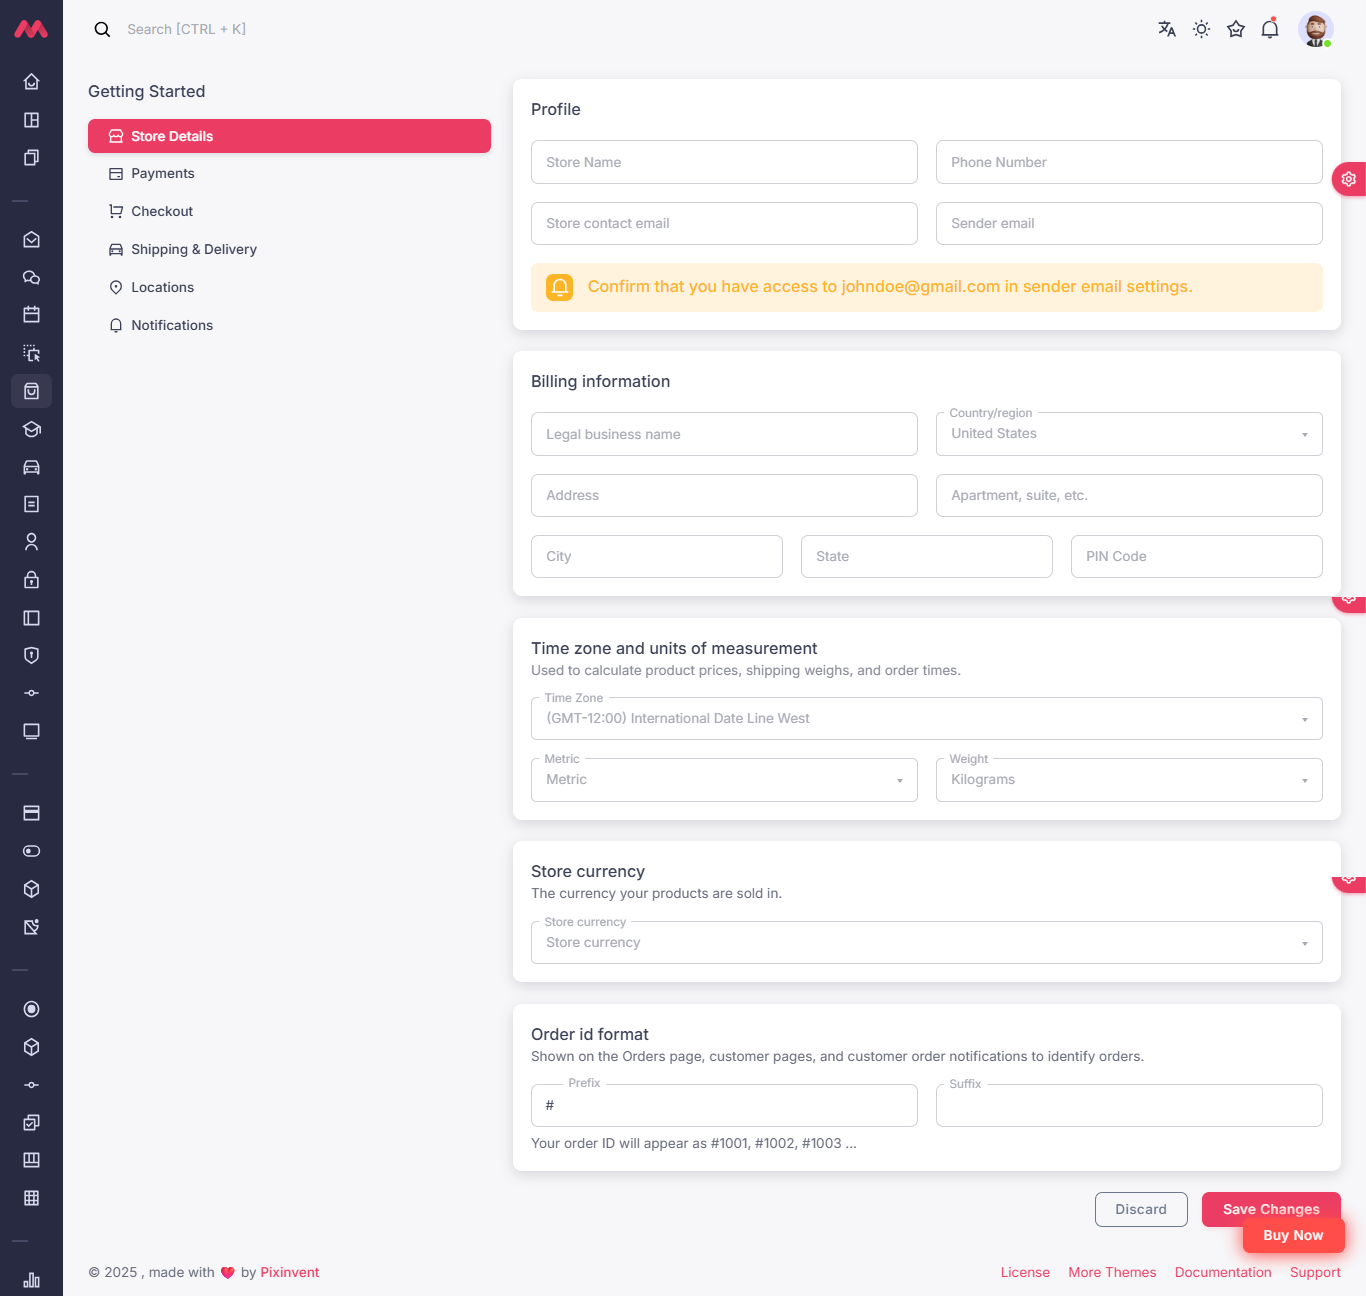 Search [CTRL + K]
Getting Started
Store Details
Payments
Checkout
Shipping & Delivery
Locations
Notifications
Profile
Store Name
Phone Number
Store contact email
Sender email
Confirm that you have access to johndoe@gmail.com in sender email settings.
Billing information
Legal business name
Country/region
United States
Address
Apartment, suite, etc.
City
State
PIN Code
Time zone and units of measurement
Used to calculate product prices, shipping weighs, and order times.
Time Zone
(GMT-12:00) International Date Line West
Metric
Metric
Weight
Kilograms
Store currency
The currency your products are sold in.
Store currency
Store currency
Order id format
Shown on the Orders page, customer pages, and customer order notifications to identify orders.
Prefix
#
Suffix
Your order ID will appear as #1001, #1002, #1003 ...
Discard
Save Changes
Buy Now
© 2025 , made with ❤️ by Pixinvent
License
More Themes
Documentation
Support